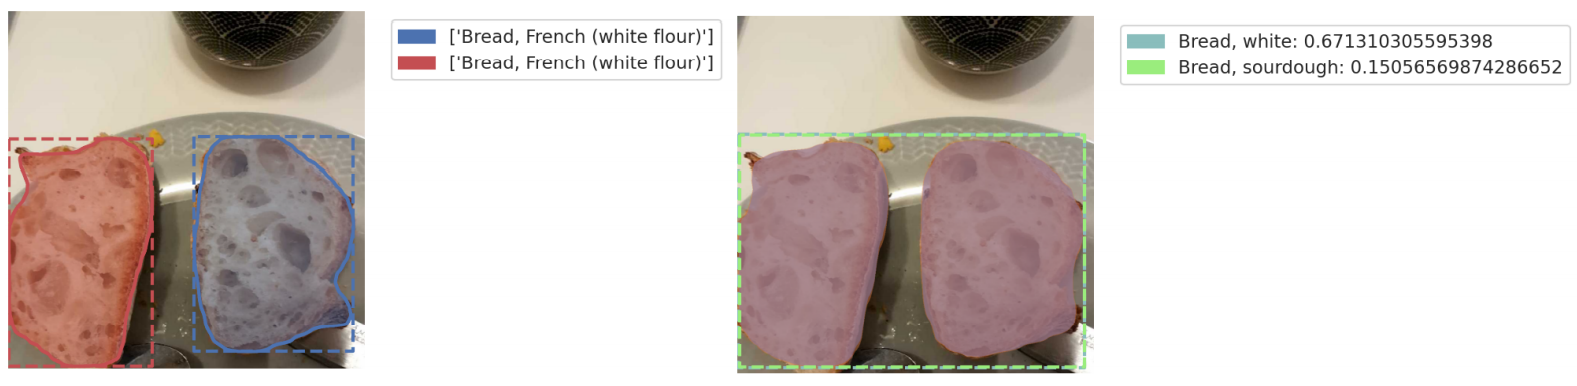 ['Bread, French (white flour)']
['Bread, French (white flour)']
Bread, white: 0.671310305595398
Bread, sourdough: 0.15056569874286652